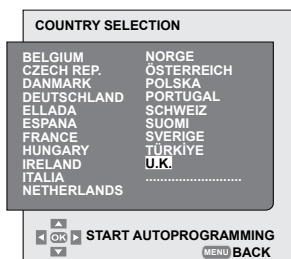 COUNTRY SELECTION
BELGIUM
CZECH REP.
DANMARK
DEUTSCHLAND
ELLADA
ESPANA
FRANCE
HUNGARY
IRELAND
ITALIA
NETHERLANDS
NORGE
ÖSTERREICH
POLSKA
PORTUGAL
SCHWEIZ
SUOMI
SVERIGE
TÜRKİYE
U.K.
...........................
OK START AUTOPROGRAMMING
MENU BACK